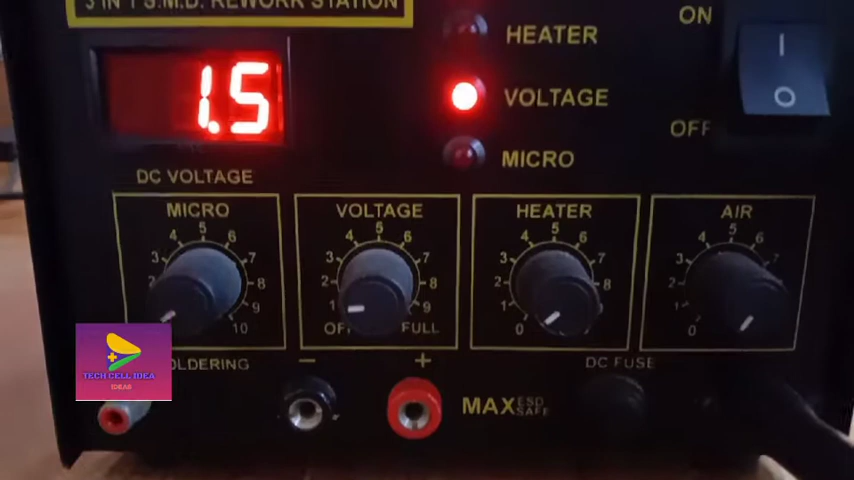 3 IN 1 S.M.D. REWORK STATION
1.5
DC VOLTAGE
HEATER
VOLTAGE
MICRO
ON
OFF
I
O
MICRO
3 4 5 6 7 8 9 10
VOLTAGE
OFF 1 2 3 4 5 6 7 8 9 FULL
HEATER
0 1 2 3 4 5 6 7 8 9
AIR
0 1 2 3 4 5 6 7
SOLDERING
− +
DC FUSE
MAX ESD SAFE
TECH CELL IDEA
IDEAS